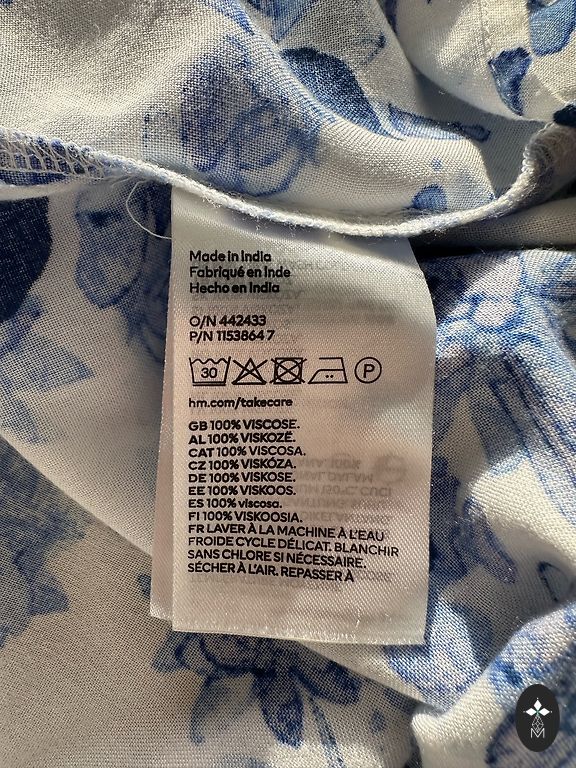 Made in India
Fabriqué en Inde
Hecho en India
O/N 442433
P/N 1153864 7
30 P
hm.com/takecare
GB 100% VISCOSE.
AL 100% VISKOZË.
CAT 100% VISCOSA.
CZ 100% VISKÓZA.
DE 100% VISKOSE.
EE 100% VISKOOS.
ES 100% viscosa.
FI 100% VISKOOSIA.
FR LAVER À LA MACHINE À L'EAU
FROIDE CYCLE DÉLICAT. BLANCHIR
SANS CHLORE SI NÉCESSAIRE.
SÉCHER À L'AIR. REPASSER À
M